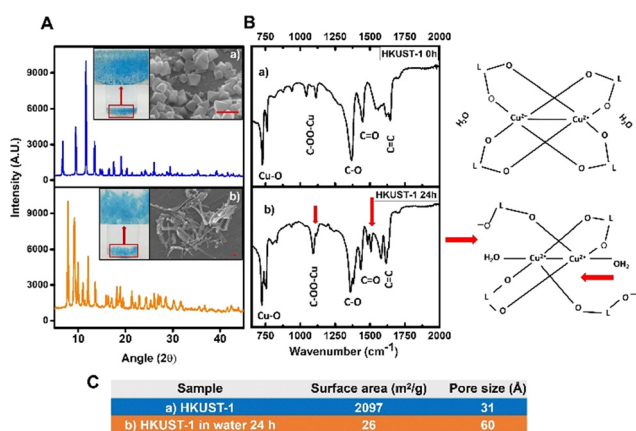 A
Intensity (A.U.)
9000
6000
3000
0
a)
9000
6000
3000
0
b)
10 20 30 40
Angle (2θ)
B
HKUST-1 0h
a)
Cu-O
C-OO-Cu
C-O
C=O
C=C
750 1000 1250 1500 1750 2000
HKUST-1 24h
b)
Cu-O
C-OO-Cu
C-O
C=O
C=C
750 1000 1250 1500 1750 2000
Wavenumber (cm⁻¹)
L O O L
O O
H₂O Cu²⁺ Cu²⁺ H₂O
O O
L O O L
⁻O O L
L O O
H₂O Cu²⁺ Cu²⁺ OH₂
O O
L O O L O⁻
C
Sample Surface area (m²/g) Pore size (Å)
a) HKUST-1 2097 31
b) HKUST-1 in water 24 h 26 60